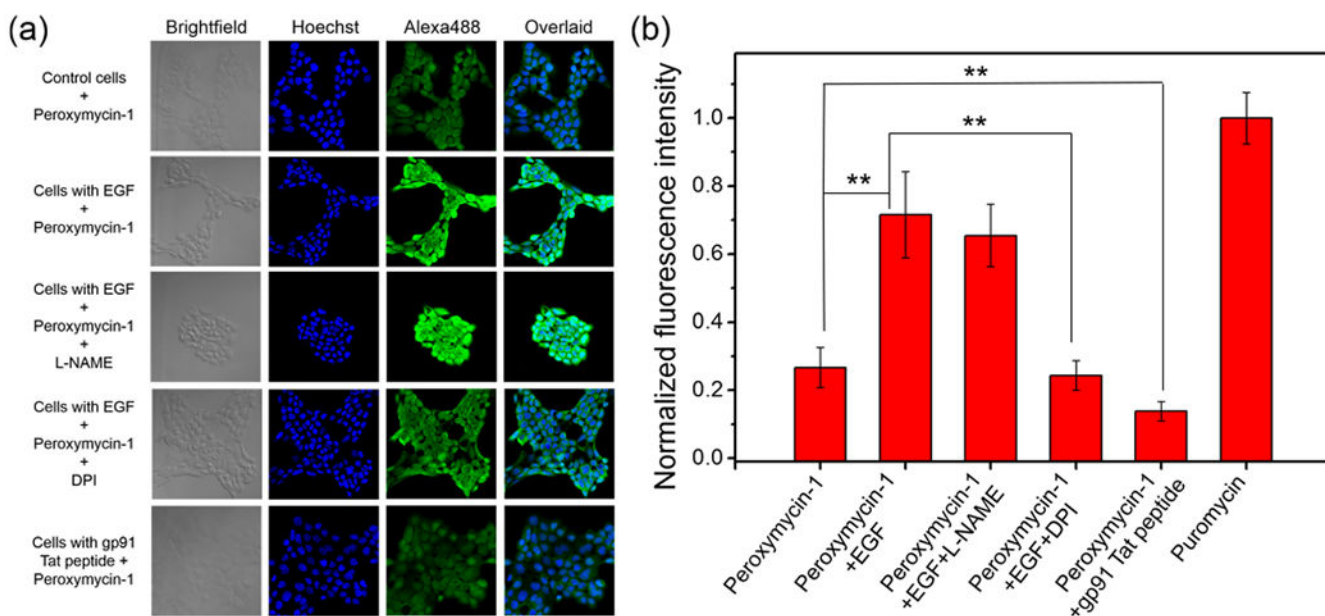 (a)
Brightfield
Hoechst
Alexa488
Overlaid
Control cells
+
Peroxymycin-1
Cells with EGF
+
Peroxymycin-1
Cells with EGF
+
Peroxymycin-1
+
L-NAME
Cells with EGF
+
Peroxymycin-1
+
DPI
Cells with gp91
Tat peptide +
Peroxymycin-1
(b)
Normalized fluorescence intensity
1.0
0.8
0.6
0.4
0.2
0.0
**
**
**
Peroxymycin-1
Peroxymycin-1
+EGF
Peroxymycin-1
+EGF+L-NAME
Peroxymycin-1
+EGF+DPI
Peroxymycin-1
+gp91 Tat peptide
Puromycin